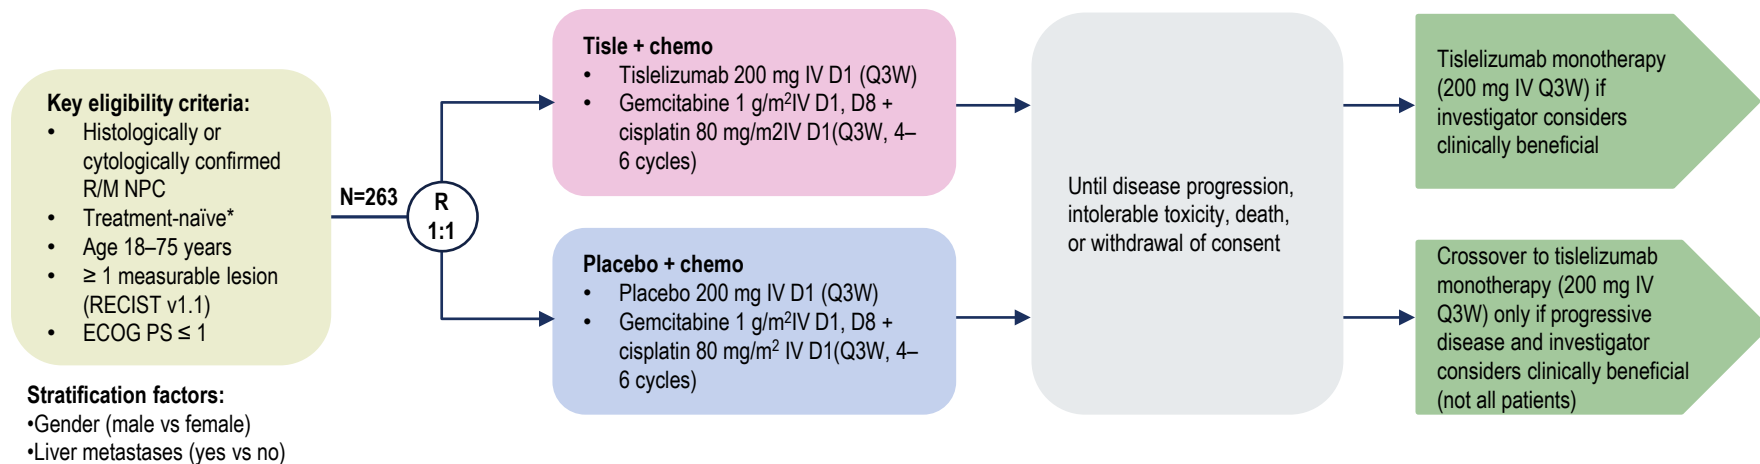 Key eligibility criteria:
• Histologically or
cytologically confirmed
R/M NPC
• Treatment-naïve*
• Age 18–75 years
• ≥ 1 measurable lesion
(RECIST v1.1)
• ECOG PS ≤ 1
Stratification factors:
•Gender (male vs female)
•Liver metastases (yes vs no)
N=263
R
1:1
Tisle + chemo
• Tislelizumab 200 mg IV D1 (Q3W)
• Gemcitabine 1 g/m²IV D1, D8 +
cisplatin 80 mg/m2IV D1(Q3W, 4–
6 cycles)
Placebo + chemo
• Placebo 200 mg IV D1 (Q3W)
• Gemcitabine 1 g/m²IV D1, D8 +
cisplatin 80 mg/m² IV D1(Q3W, 4–
6 cycles)
Until disease progression,
intolerable toxicity, death,
or withdrawal of consent
Tislelizumab monotherapy
(200 mg IV Q3W) if
investigator considers
clinically beneficial
Crossover to tislelizumab
monotherapy (200 mg IV
Q3W) only if progressive
disease and investigator
considers clinically beneficial
(not all patients)